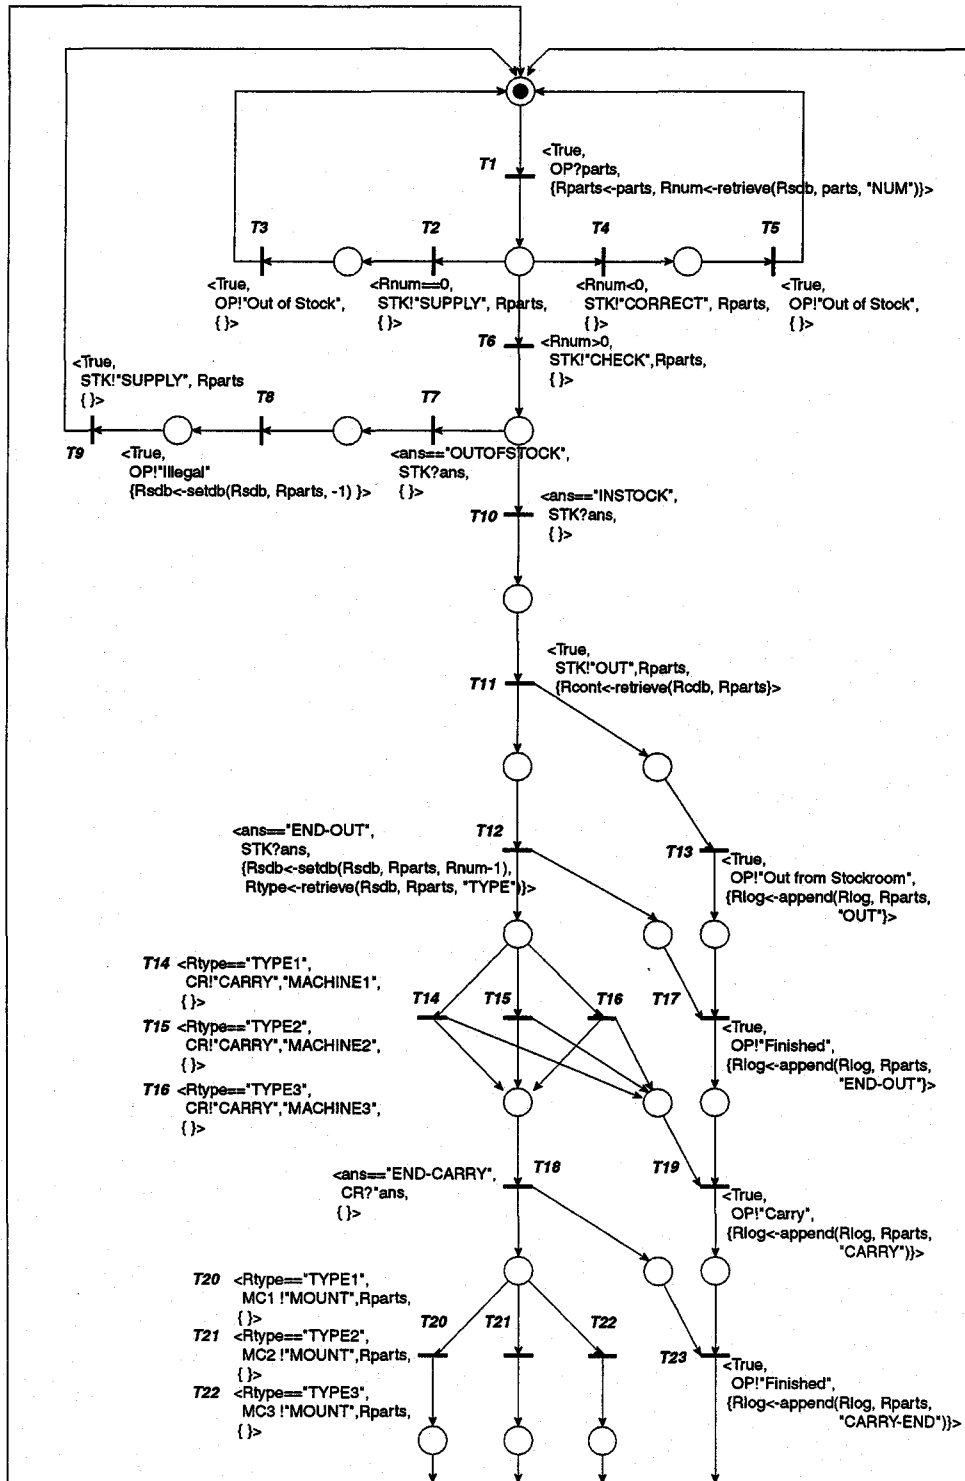 T1
<True,
OP?parts,
{Rparts<-parts, Rnum<-retrieve(Rsdb, parts, "NUM")}>
T3
T2
T4
T5
<True,
OP!"Out of Stock",
{ }>
<Rnum==0,
STK!"SUPPLY", Rparts,
{ }>
<Rnum<0,
STK!"CORRECT", Rparts,
{ }>
<True,
OP!"Out of Stock",
{ }>
T6
<Rnum>0,
STK!"CHECK",Rparts,
{ }>
<True,
STK!"SUPPLY", Rparts
{ }>
T8
T7
T9
<True,
OP!"Illegal"
{Rsdb<-setdb(Rsdb, Rparts, -1) }>
<ans=="OUTOFSTOCK",
STK?ans,
{ }>
T10
<ans=="INSTOCK",
STK?ans,
{ }>
T11
<True,
STK!"OUT",Rparts,
{Rcont<-retrieve(Rcdb, Rparts}>
<ans=="END-OUT",
STK?ans,
{Rsdb<-setdb(Rsdb, Rparts, Rnum-1),
Rtype<-retrieve(Rsdb, Rparts, "TYPE")}>
T12
T13
<True,
OP!"Out from Stockroom",
{Rlog<-append(Rlog, Rparts,
"OUT"}>
T14 <Rtype=="TYPE1",
CR!"CARRY","MACHINE1",
{ }>
T15 <Rtype=="TYPE2",
CR!"CARRY","MACHINE2",
{ }>
T16 <Rtype=="TYPE3",
CR!"CARRY","MACHINE3",
{ }>
T14
T15
T16
T17
<True,
OP!"Finished",
{Rlog<-append(Rlog, Rparts,
"END-OUT"}>
<ans=="END-CARRY",
CR?"ans,
{ }>
T18
T19
<True,
OP!"Carry",
{Rlog<-append(Rlog, Rparts,
"CARRY")}>
T20 <Rtype=="TYPE1",
MC1 !"MOUNT",Rparts,
{ }>
T21 <Rtype=="TYPE2",
MC2 !"MOUNT",Rparts,
{ }>
T22 <Rtype=="TYPE3",
MC3 !"MOUNT",Rparts,
{ }>
T20
T21
T22
T23
<True,
OP!"Finished",
{Rlog<-append(Rlog, Rparts,
"CARRY-END")}>